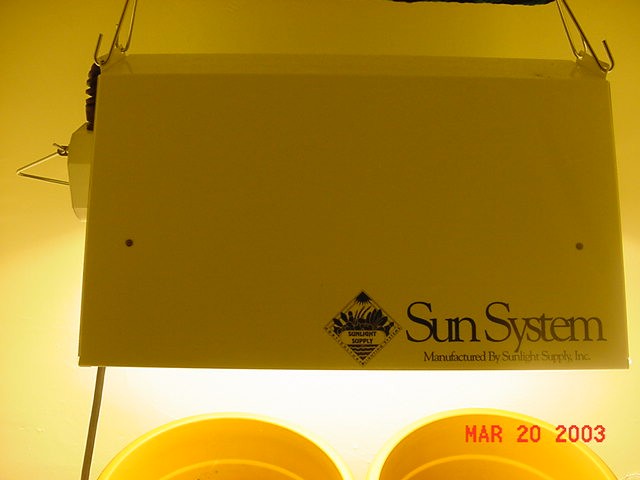 SUNLIGHT
SUPPLY
Sun System
Manufactured By Sunlight Supply, Inc.
MAR 20 2003